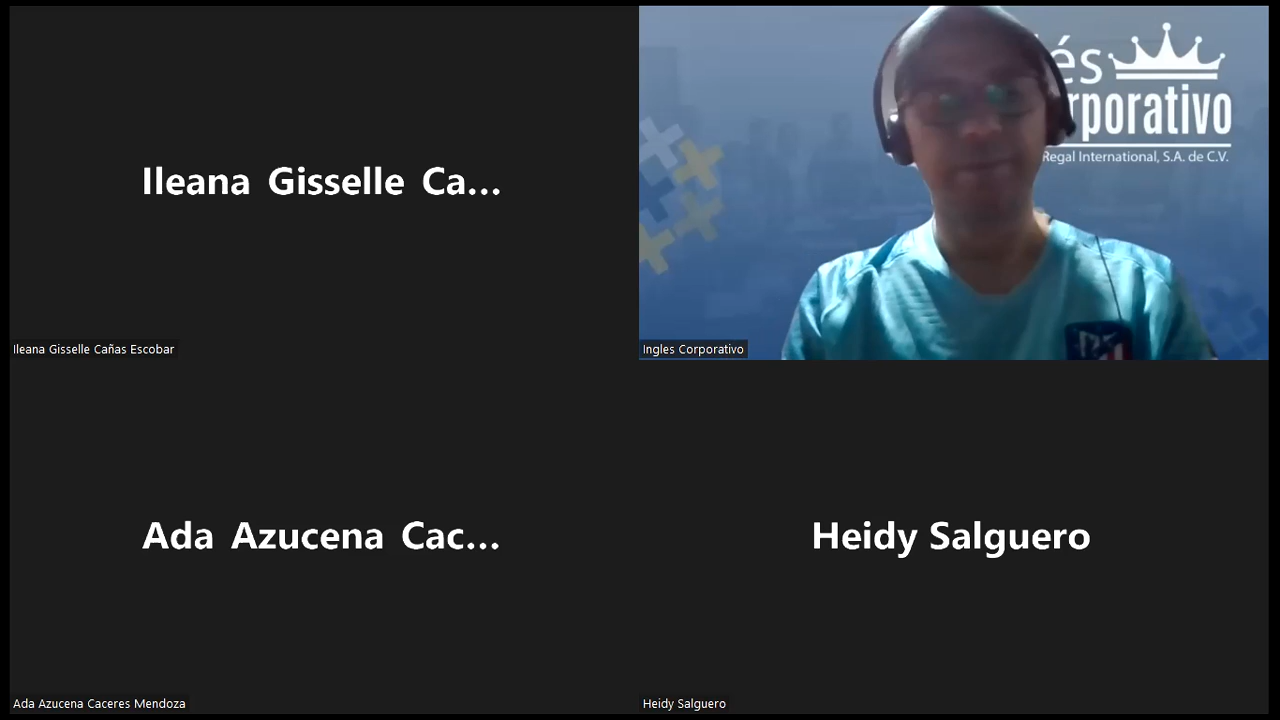 Ileana Gisselle Ca...
Ileana Gisselle Cañas Escobar
és
rporativo
Regal International, S.A. de C.V.
Ingles Corporativo
Ada Azucena Cac...
Ada Azucena Caceres Mendoza
Heidy Salguero
Heidy Salguero